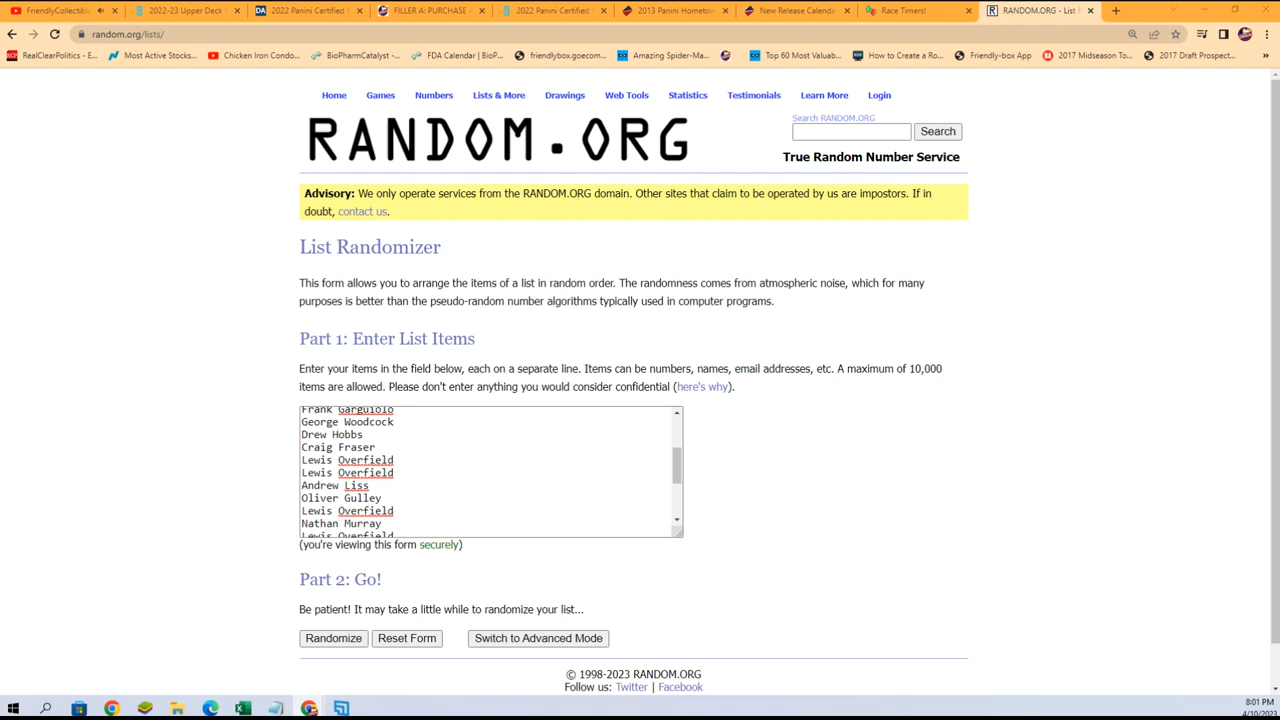 FriendlyCollectible
2022-23 Upper Deck
2022 Panini Certified
FILLER A: PURCHASE
2022 Panini Certified
2013 Panini Hometow
New Release Calenda
Race Timers!
RANDOM.ORG - List
random.org/lists/
RealClearPolitics - E...
Most Active Stocks...
Chicken Iron Condo...
BioPharmCatalyst -...
FDA Calendar | BioP...
friendlybox.goecom...
Amazing Spider-Ma...
Top 60 Most Valuab...
How to Create a Ro...
Friendly-box App
2017 Midseason To...
2017 Draft Prospect...
Home Games Numbers Lists & More Drawings Web Tools Statistics Testimonials Learn More Login
RANDOM.ORG
Search RANDOM.ORG
Search
True Random Number Service
Advisory: We only operate services from the RANDOM.ORG domain. Other sites that claim to be operated by us are impostors. If in
doubt, contact us.
List Randomizer
This form allows you to arrange the items of a list in random order. The randomness comes from atmospheric noise, which for many
purposes is better than the pseudo-random number algorithms typically used in computer programs.
Part 1: Enter List Items
Enter your items in the field below, each on a separate line. Items can be numbers, names, email addresses, etc. A maximum of 10,000
items are allowed. Please don't enter anything you would consider confidential (here's why).
Frank Garguiolo
George Woodcock
Drew Hobbs
Craig Fraser
Lewis Overfield
Lewis Overfield
Andrew Liss
Oliver Gulley
Lewis Overfield
Nathan Murray
Lewis Overfield
(you're viewing this form securely)
Part 2: Go!
Be patient! It may take a little while to randomize your list...
Randomize Reset Form Switch to Advanced Mode
© 1998-2023 RANDOM.ORG
Follow us: Twitter | Facebook
8:01 PM
4/10/2023